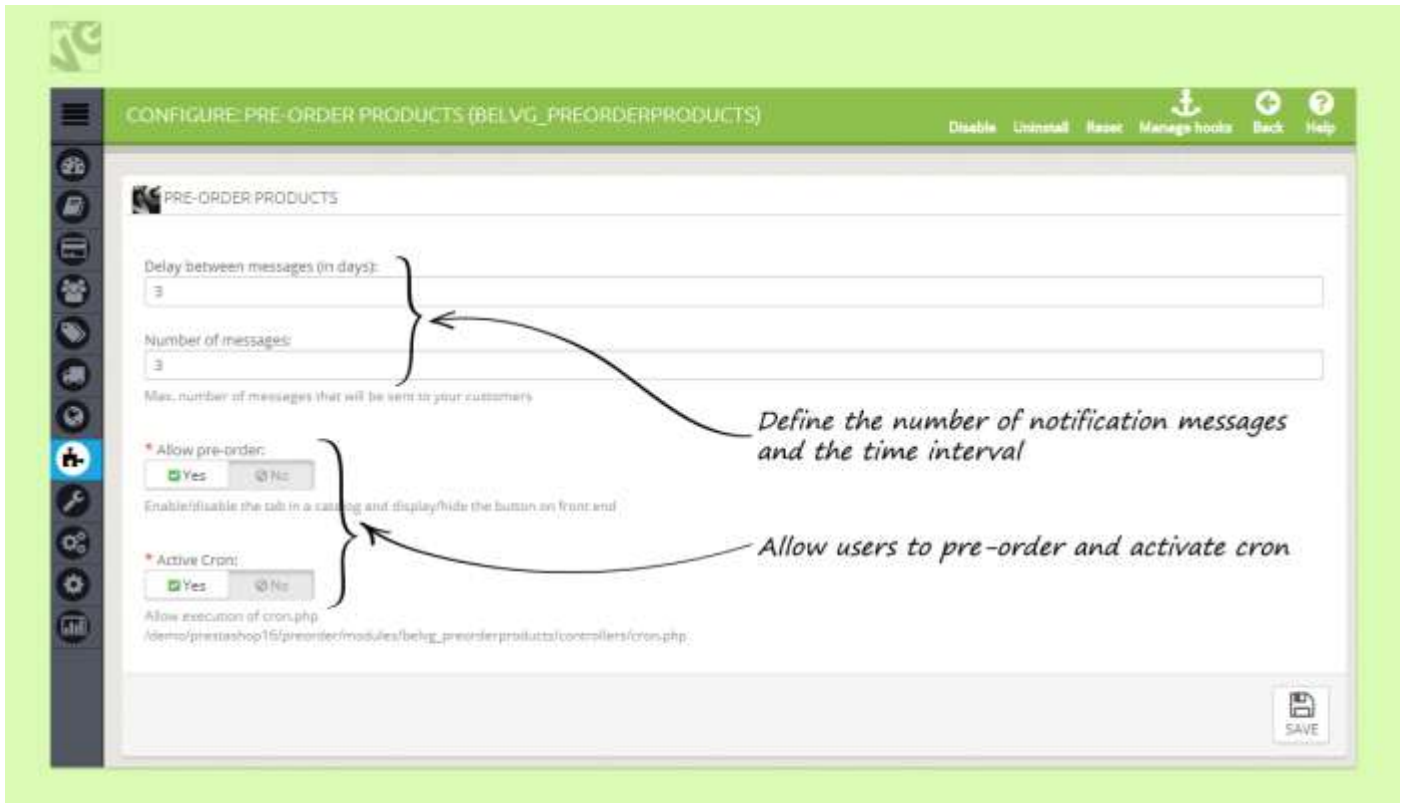 CONFIGURE: PRE-ORDER PRODUCTS (BELVG_PREORDERPRODUCTS)
Disable Uninstall Reset Manage hooks Back Help
PRE-ORDER PRODUCTS
Delay between messages (in days):
3
Number of messages:
3
Max. number of messages that will be sent to your customers
Define the number of notification messages
and the time interval
* Allow pre-order:
Yes No
Enable/disable the tab in a catalog and display/hide the button on front end
Allow users to pre-order and activate cron
* Active Cron:
Yes No
Allow execution of cron.php
/demo/prestashop16/preorder/modules/belvg_preorderproducts/controllers/cron.php
SAVE